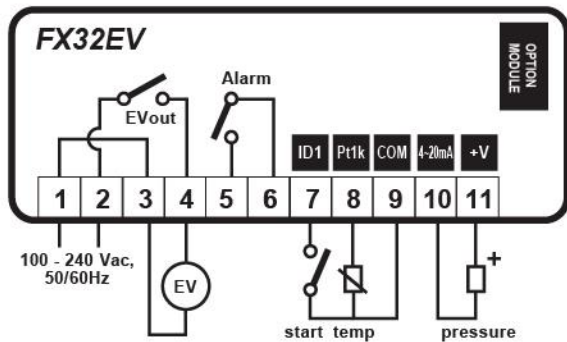 FX32EV
OPTION
MODULE
Alarm
EVout
ID1 Pt1k COM 4~20mA +V
1 2 3 4 5 6 7 8 9 10 11
100 - 240 Vac,
50/60Hz
EV
+
start temp
pressure